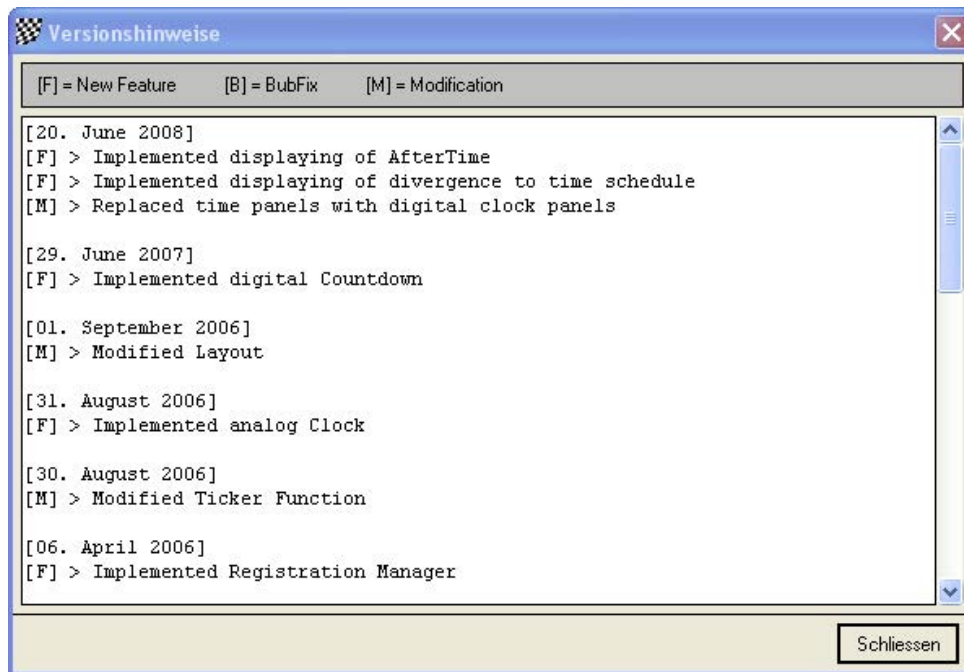 Versionshinweise
[F] = New Feature [B] = BubFix [M] = Modification
[20. June 2008]
[F] > Implemented displaying of AfterTime
[F] > Implemented displaying of divergence to time schedule
[M] > Replaced time panels with digital clock panels
[29. June 2007]
[F] > Implemented digital Countdown
[01. September 2006]
[M] > Modified Layout
[31. August 2006]
[F] > Implemented analog Clock
[30. August 2006]
[M] > Modified Ticker Function
[06. April 2006]
[F] > Implemented Registration Manager
Schliessen